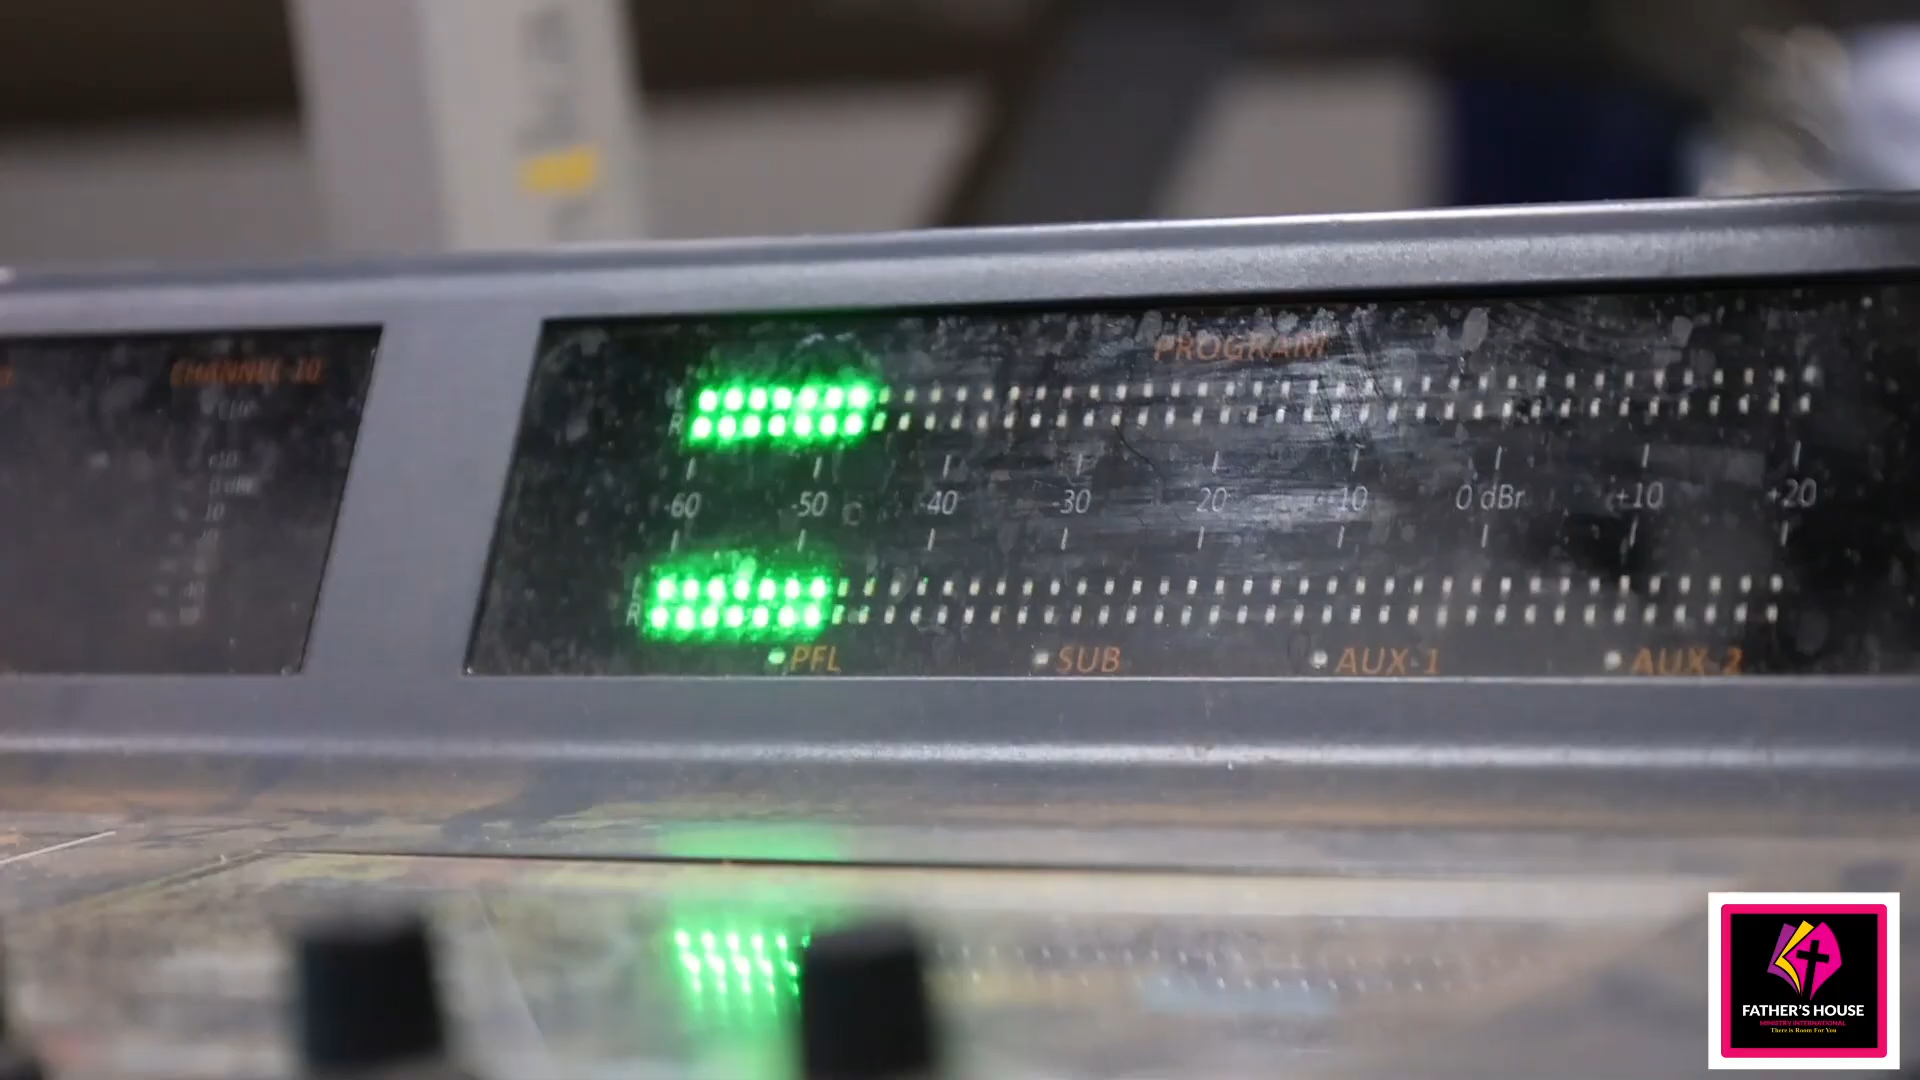 CHANNEL-10
PROGRAM
L
R
-60 -50 -40 -30 -20 -10 0 dBr +10 +20
L
R
PFL SUB AUX-1 AUX-2
FATHER'S HOUSE
MINISTRY INTERNATIONAL
There is Room For You